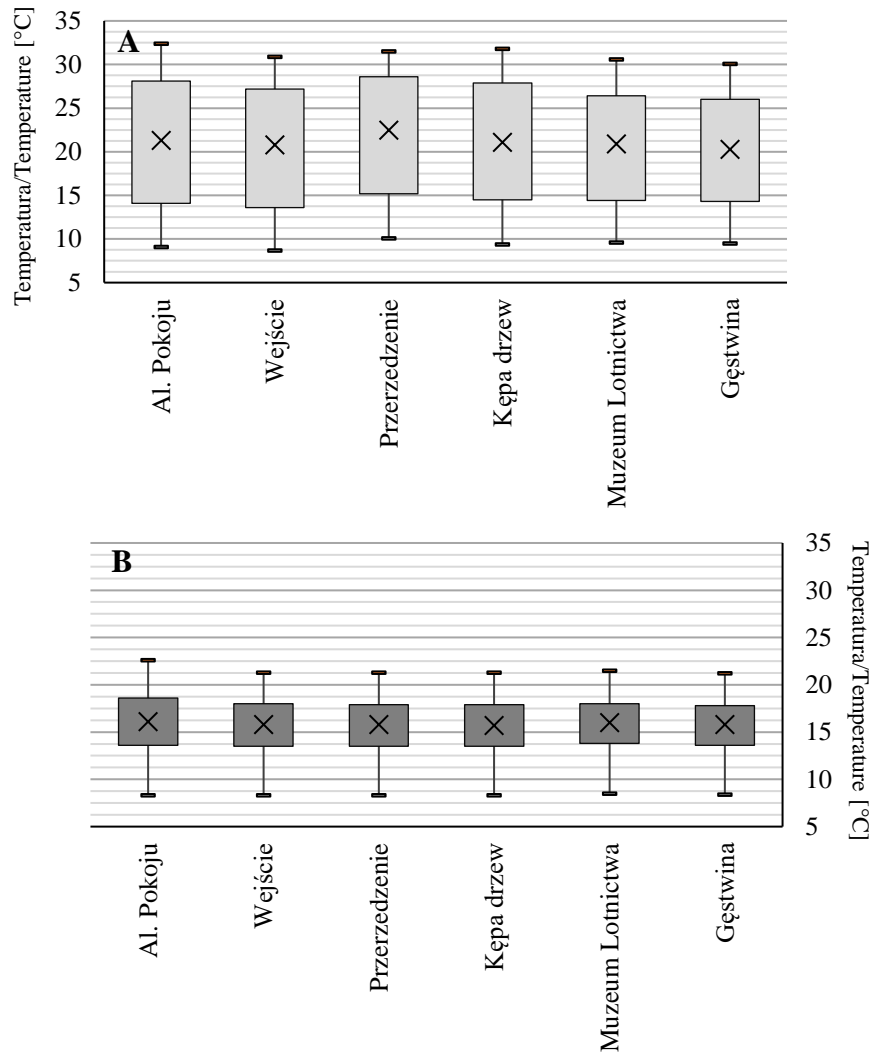 A
Temperatura/Temperature [°C]
35
30
25
20
15
10
5
Al. Pokoju
Wejście
Przerzedzenie
Kępa drzew
Muzeum Lotnictwa
Gęstwina
B
35
30
25
20
15
10
5
Temperatura/Temperature [°C]
Al. Pokoju
Wejście
Przerzedzenie
Kępa drzew
Muzeum Lotnictwa
Gęstwina